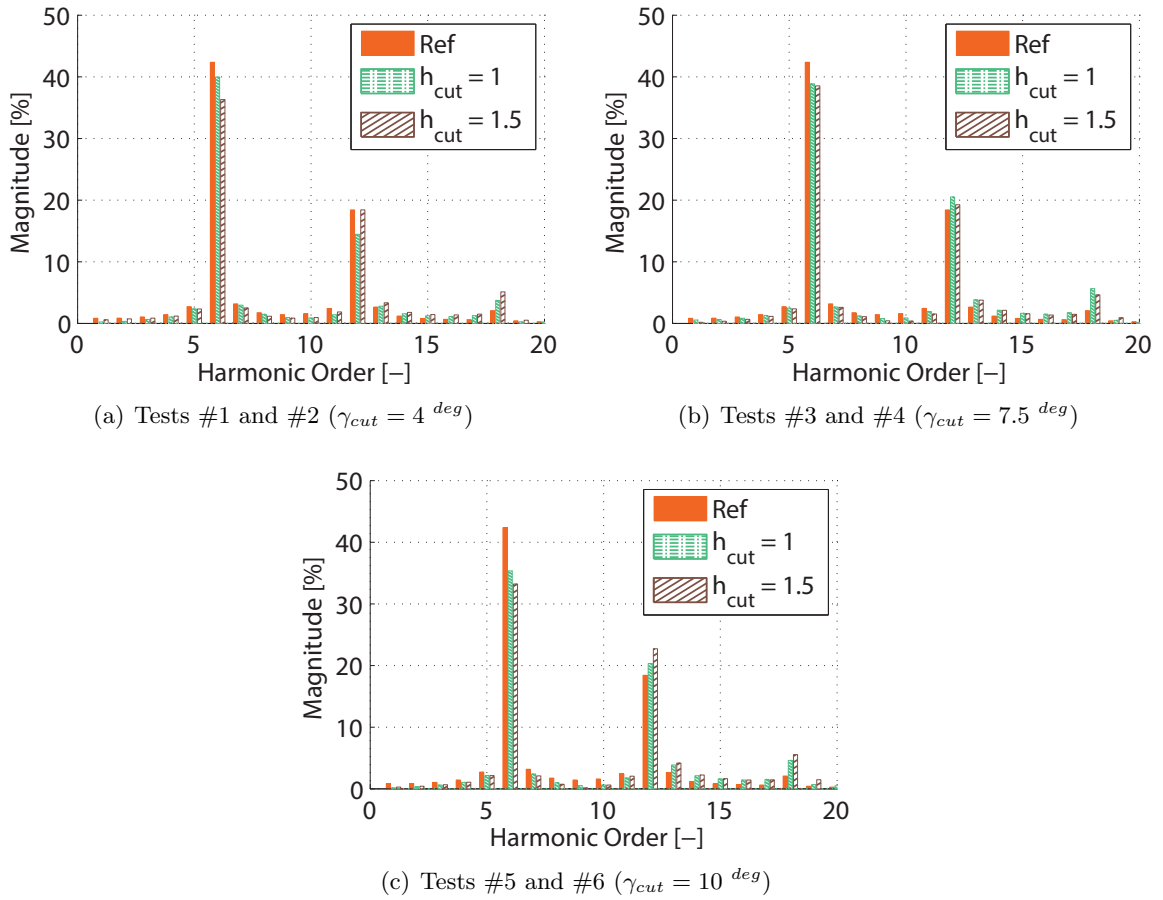 50
40
30
20
10
0
Magnitude [%]
Ref
h_cut = 1
h_cut = 1.5
0 5 10 15 20
Harmonic Order [−]
(a) Tests #1 and #2 (γ_cut = 4 ^deg)
50
40
30
20
10
0
Magnitude [%]
Ref
h_cut = 1
h_cut = 1.5
0 5 10 15 20
Harmonic Order [−]
(b) Tests #3 and #4 (γ_cut = 7.5 ^deg)
50
40
30
20
10
0
Magnitude [%]
Ref
h_cut = 1
h_cut = 1.5
0 5 10 15 20
Harmonic Order [−]
(c) Tests #5 and #6 (γ_cut = 10 ^deg)